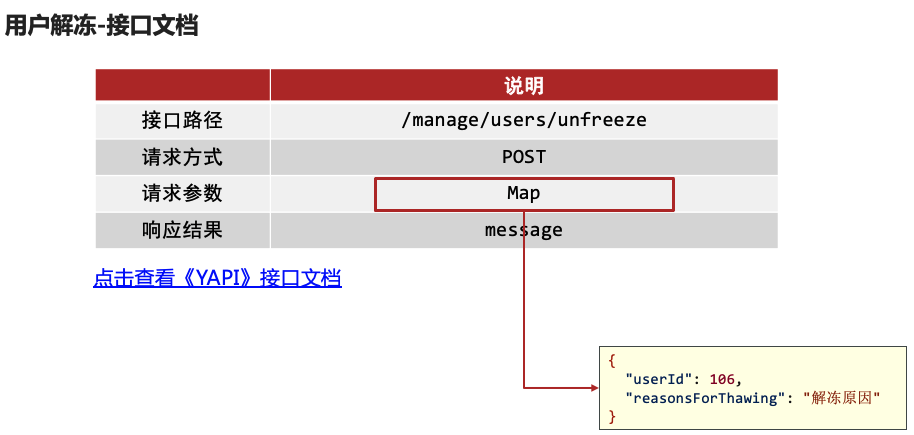 用户解冻-接口文档
说明
接口路径 /manage/users/unfreeze
请求方式 POST
请求参数 Map
响应结果 message
点击查看《YAPI》接口文档
{
"userId": 106,
"reasonsForThawing": "解冻原因"
}